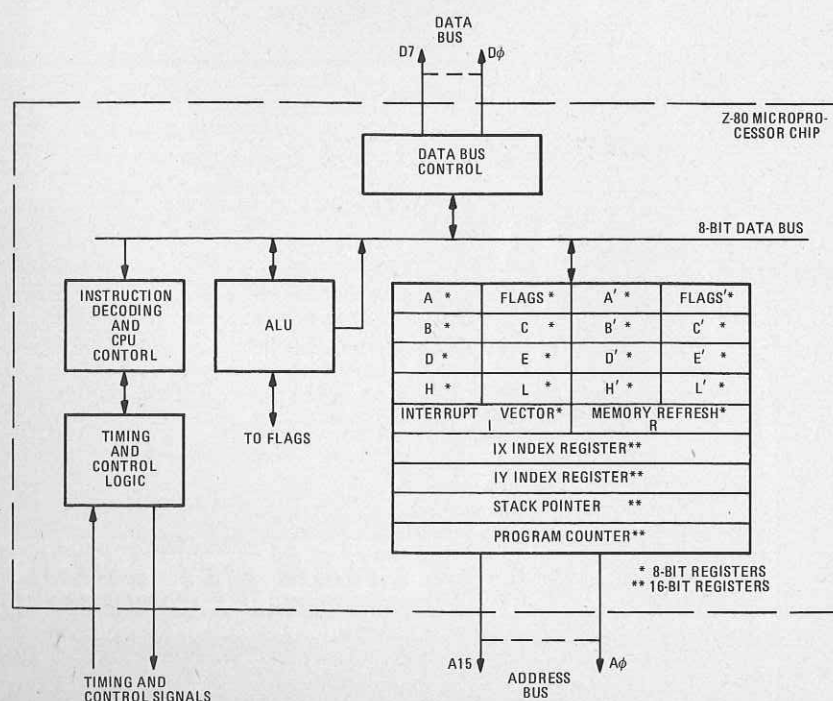 DATA
BUS
D7 Dϕ
Z-80 MICROPRO-
CESSOR CHIP
DATA BUS
CONTROL
8-BIT DATA BUS
INSTRUCTION
DECODING
AND
CPU
CONTORL
ALU
A * FLAGS * A′ * FLAGS′*
B * C * B′ * C′ *
D * E * D′ * E′ *
H * L * H′ * L′ *
INTERRUPT VECTOR* MEMORY REFRESH*
I R
TIMING
AND
CONTROL
LOGIC
TO FLAGS
IX INDEX REGISTER**
IY INDEX REGISTER**
STACK POINTER **
PROGRAM COUNTER**
* 8-BIT REGISTERS
** 16-BIT REGISTERS
A15 Aϕ
ADDRESS
BUS
TIMING AND
CONTROL SIGNALS